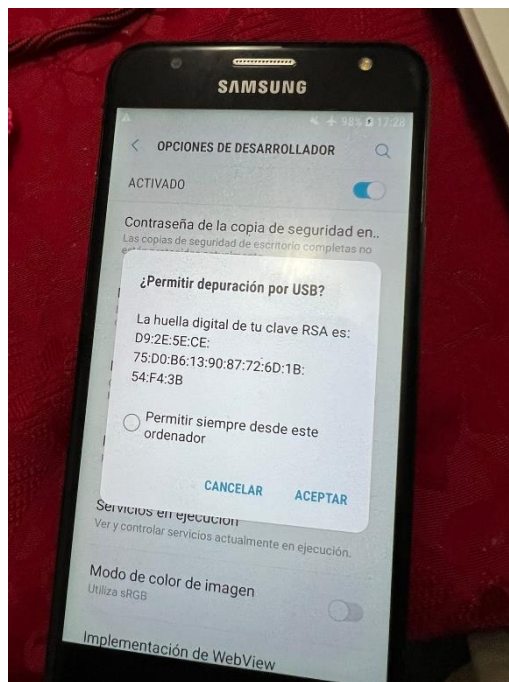 SAMSUNG
98% 17:28
OPCIONES DE DESARROLLADOR
ACTIVADO
Contraseña de la copia de seguridad en..
Las copias de seguridad de escritorio completas no
¿Permitir depuración por USB?
La huella digital de tu clave RSA es:
D9:2E:5E:CE:
75:D0:B6:13:90:87:72:6D:1B:
54:F4:3B
Permitir siempre desde este
ordenador
CANCELAR ACEPTAR
Servicios en ejecución
Ver y controlar servicios actualmente en ejecución.
Modo de color de imagen
Utiliza sRGB
Implementación de WebView